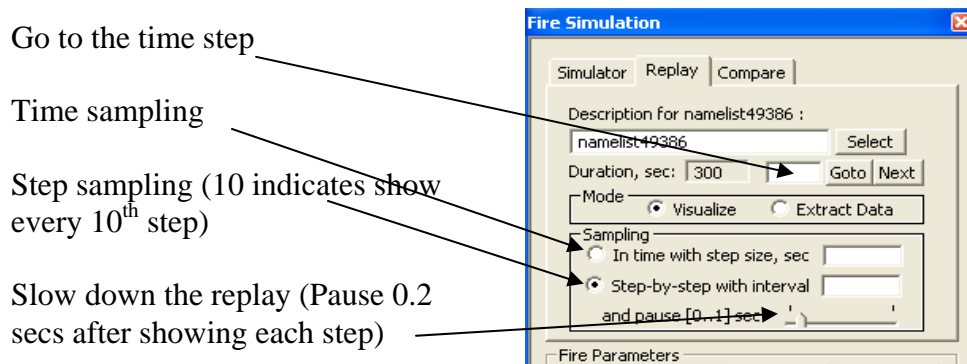 Go to the time step
Time sampling
Step sampling (10 indicates show
every 10th step)
Slow down the replay (Pause 0.2
secs after showing each step)
Fire Simulation
Simulator Replay Compare
Description for namelist49386 :
namelist49386 Select
Duration, sec: 300 Goto Next
Mode
Visualize Extract Data
Sampling
In time with step size, sec
Step-by-step with interval
and pause [0..1] sec
Fire Parameters